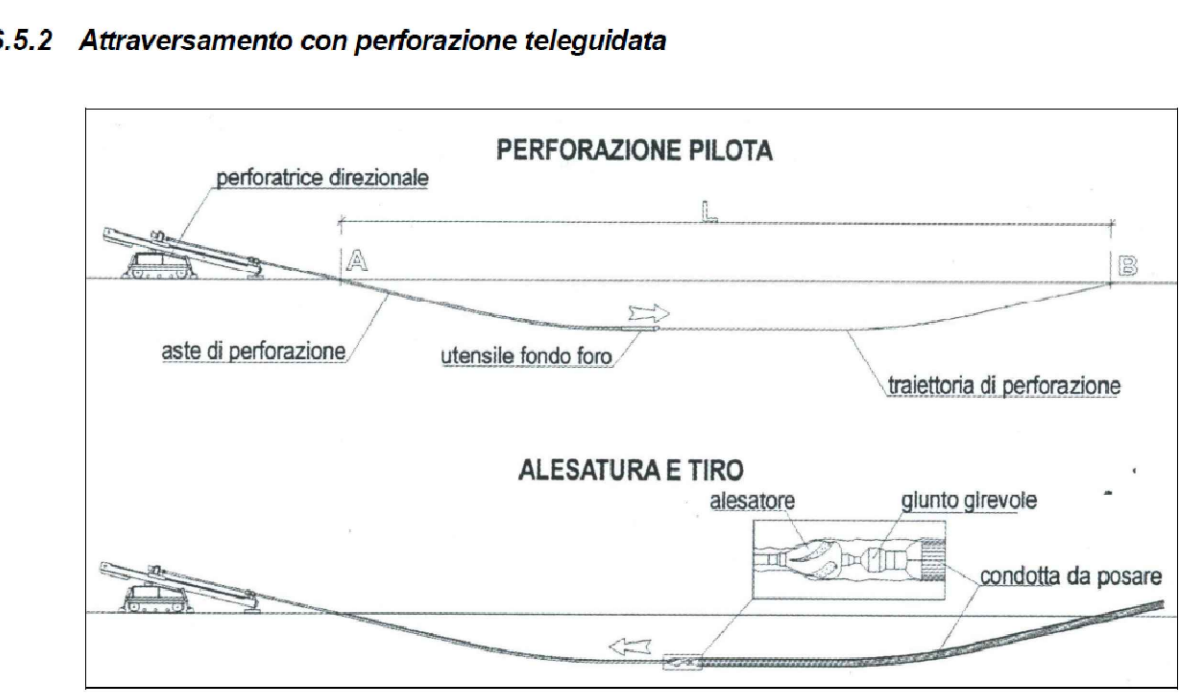 6.5.2 Attraversamento con perforazione teleguidata
PERFORAZIONE PILOTA
perforatrice direzionale
L
A
B
aste di perforazione
utensile fondo foro
traiettoria di perforazione
ALESATURA E TIRO
alesatore
giunto girevole
condotta da posare